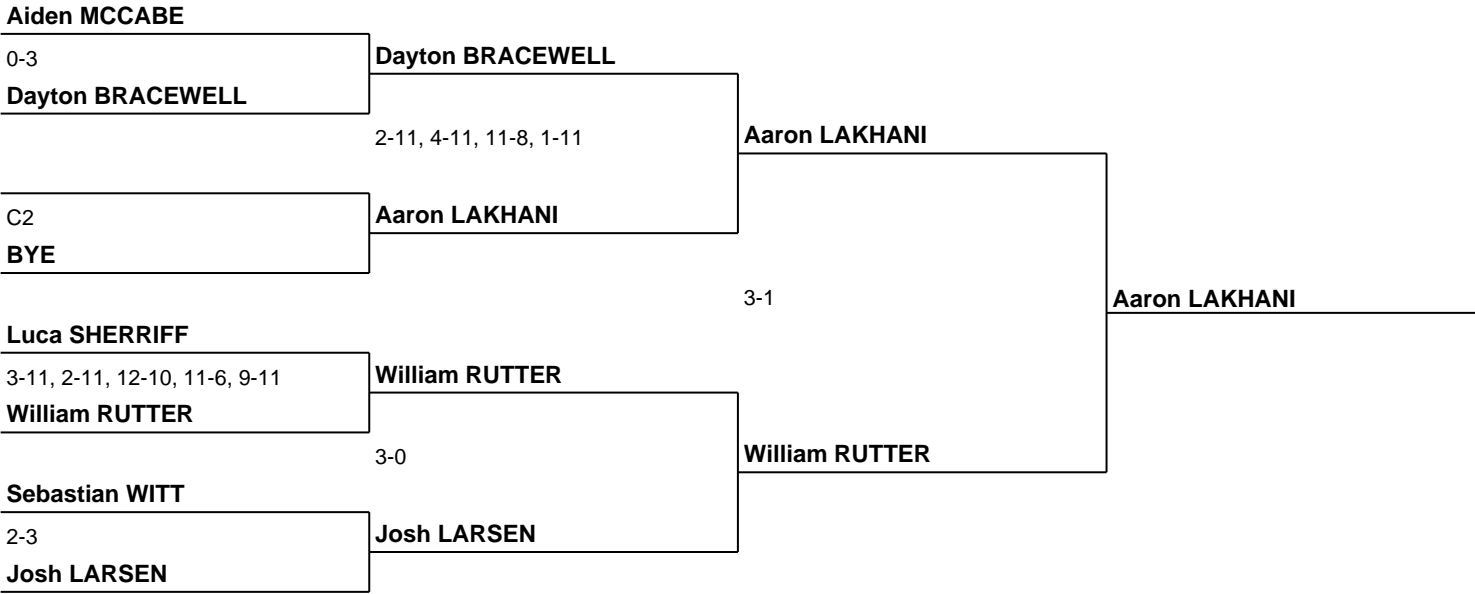 Aiden MCCABE
0-3
Dayton BRACEWELL
Dayton BRACEWELL
2-11, 4-11, 11-8, 1-11
Aaron LAKHANI
C2
Aaron LAKHANI
BYE
3-1
Aaron LAKHANI
Luca SHERRIFF
3-11, 2-11, 12-10, 11-6, 9-11
William RUTTER
William RUTTER
3-0
William RUTTER
Sebastian WITT
2-3
Josh LARSEN
Josh LARSEN